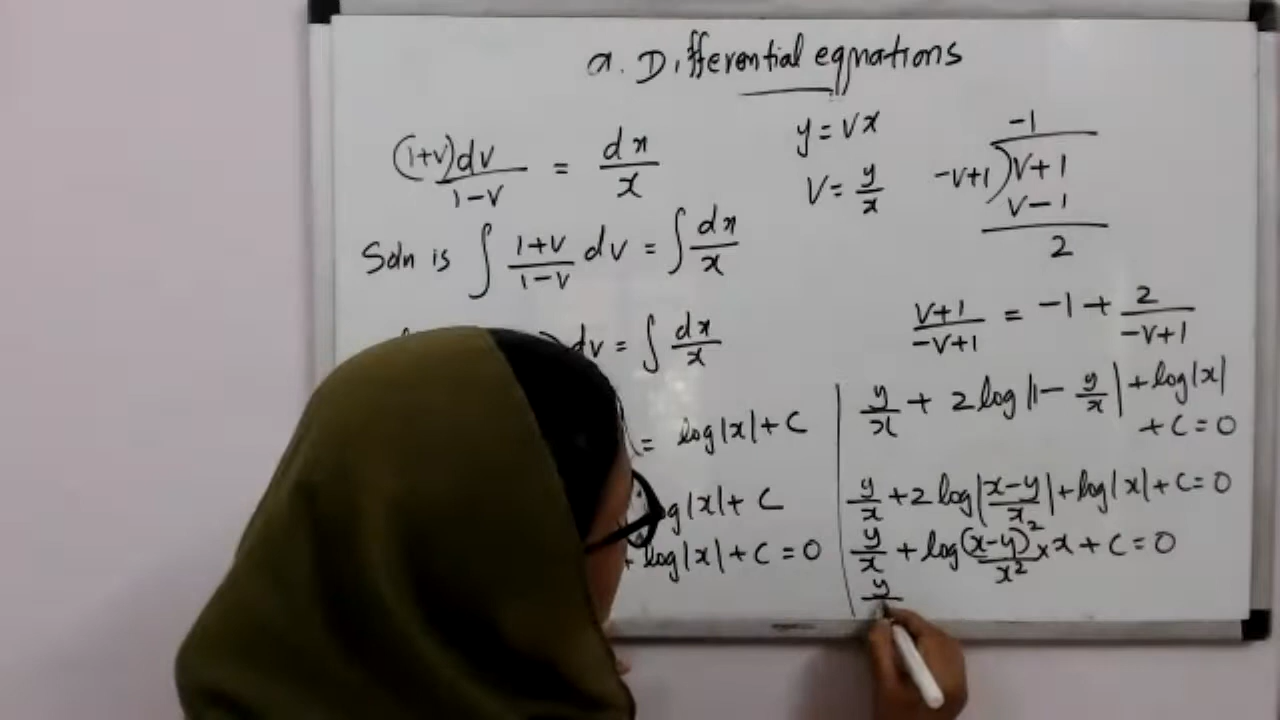 a. Differential equations
(1+v)dv/1-v = dx/x
Soln is ∫ 1+v/1-v dv = ∫ dx/x
dv = ∫ dx/x
= log|x| + C
log|x| + C
+ log|x| + C = 0
y = vx
v = y/x
-1
-v+1 ) v+1
v-1
2
v+1/-v+1 = -1 + 2/-v+1
y/x + 2 log|1 - y/x| + log|x|
+ C = 0
y/x + 2 log|x-y/x| + log|x| + C = 0
y/x + log (x-y)²/x² × x + C = 0
y